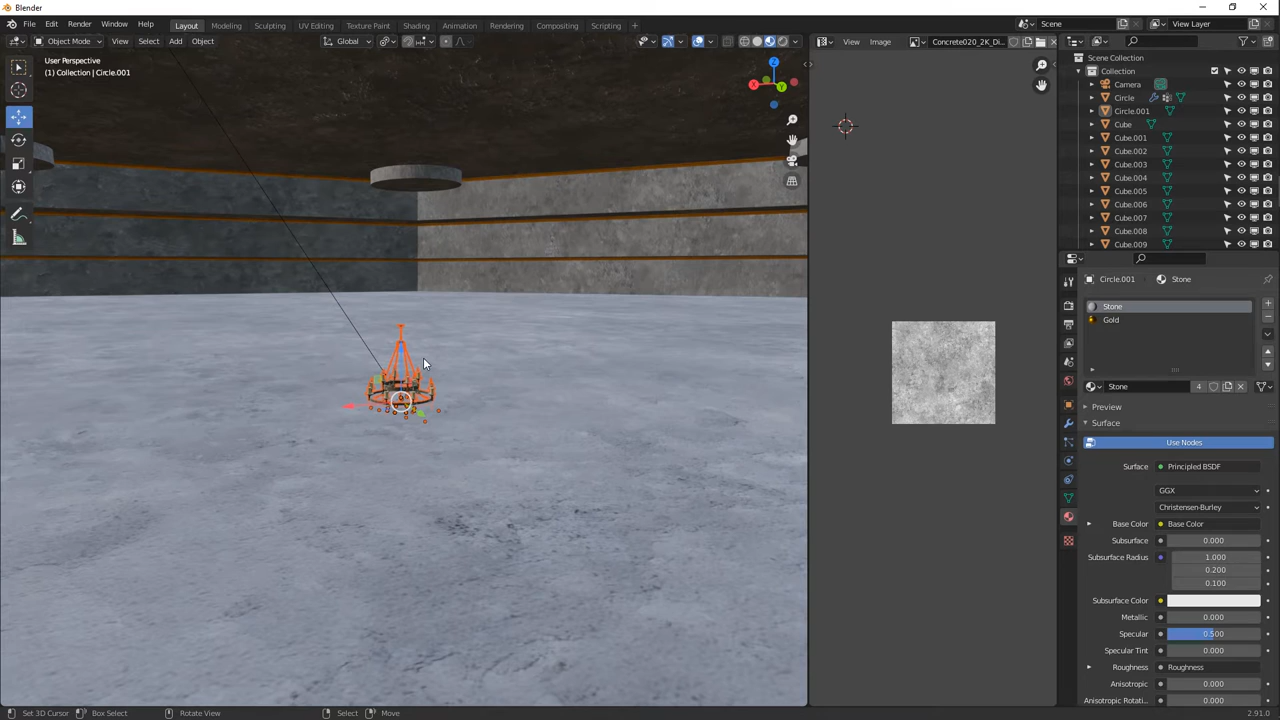 Blender
File Edit Render Window Help
Layout Modeling Sculpting UV Editing Texture Paint Shading Animation Rendering Compositing Scripting +
Scene
View Layer
Object Mode View Select Add Object
Global
View Image
Concrete020_2K_Di...
User Perspective
(1) Collection | Circle.001
X
Y
Z
Scene Collection
Collection
Camera
Circle
Circle.001
Cube
Cube.001
Cube.002
Cube.003
Cube.004
Cube.005
Cube.006
Cube.007
Cube.008
Cube.009
Circle.001 Stone
Stone
Gold
Stone 4
Preview
Surface
Use Nodes
Surface Principled BSDF
GGX
Christensen-Burley
Base Color Base Color
Subsurface 0.000
Subsurface Radius 1.000
0.200
0.100
Subsurface Color
Metallic 0.000
Specular 0.500
Specular Tint 0.000
Roughness Roughness
Anisotropic 0.000
Anisotropic Rotati... 0.000
Set 3D Cursor Box Select Rotate View Select Move
2.91.0